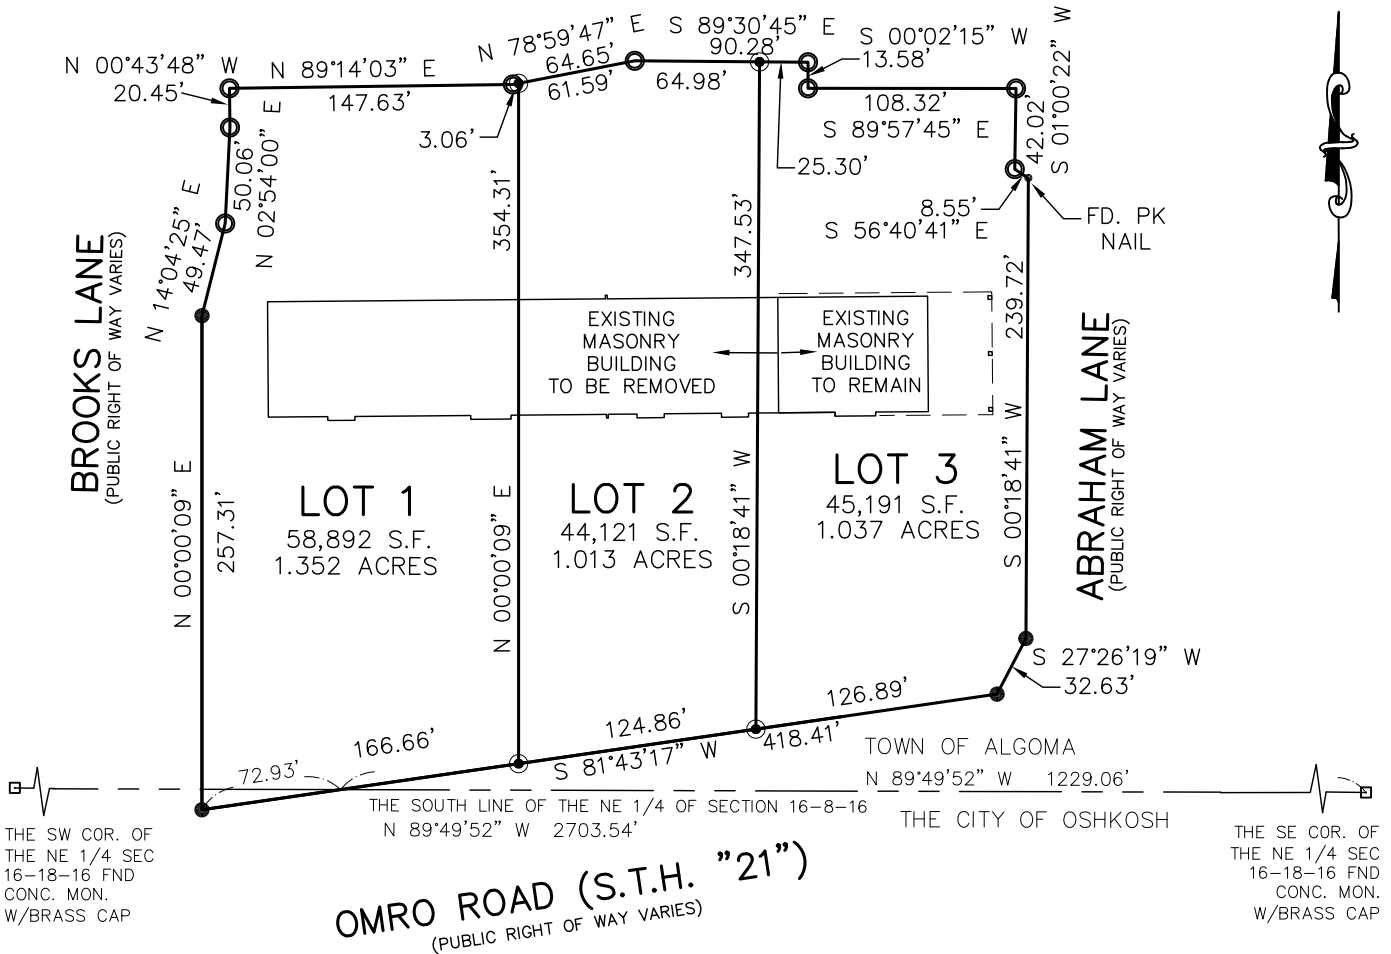 N 00°43'48" W
20.45'
N 89°14'03" E
147.63'
N 78°59'47" E
64.65'
61.59'
3.06'
S 89°30'45" E
90.28'
64.98'
S 00°02'15" W
13.58'
108.32'
S 89°57'45" E
25.30'
42.02'
S 01°00'22" W
8.55'
S 56°40'41" E
FD. PK
NAIL
50.06'
N 02°54'00" E
N 14°04'25" E
49.47'
354.31'
347.53'
239.72'
BROOKS LANE
(PUBLIC RIGHT OF WAY VARIES)
EXISTING
MASONRY
BUILDING
TO BE REMOVED
EXISTING
MASONRY
BUILDING
TO REMAIN
ABRAHAM LANE
(PUBLIC RIGHT OF WAY VARIES)
N 00°00'09" E
257.31'
LOT 1
58,892 S.F.
1.352 ACRES
N 00°00'09" E
LOT 2
44,121 S.F.
1.013 ACRES
S 00°18'41" W
LOT 3
45,191 S.F.
1.037 ACRES
S 00°18'41" W
S 27°26'19" W
32.63'
166.66'
124.86'
126.89'
S 81°43'17" W
418.41'
72.93'
TOWN OF ALGOMA
N 89°49'52" W 1229.06'
THE SOUTH LINE OF THE NE 1/4 OF SECTION 16-8-16
N 89°49'52" W 2703.54'
THE CITY OF OSHKOSH
THE SW COR. OF
THE NE 1/4 SEC
16-18-16 FND
CONC. MON.
W/BRASS CAP
THE SE COR. OF
THE NE 1/4 SEC
16-18-16 FND
CONC. MON.
W/BRASS CAP
OMRO ROAD (S.T.H. "21")
(PUBLIC RIGHT OF WAY VARIES)